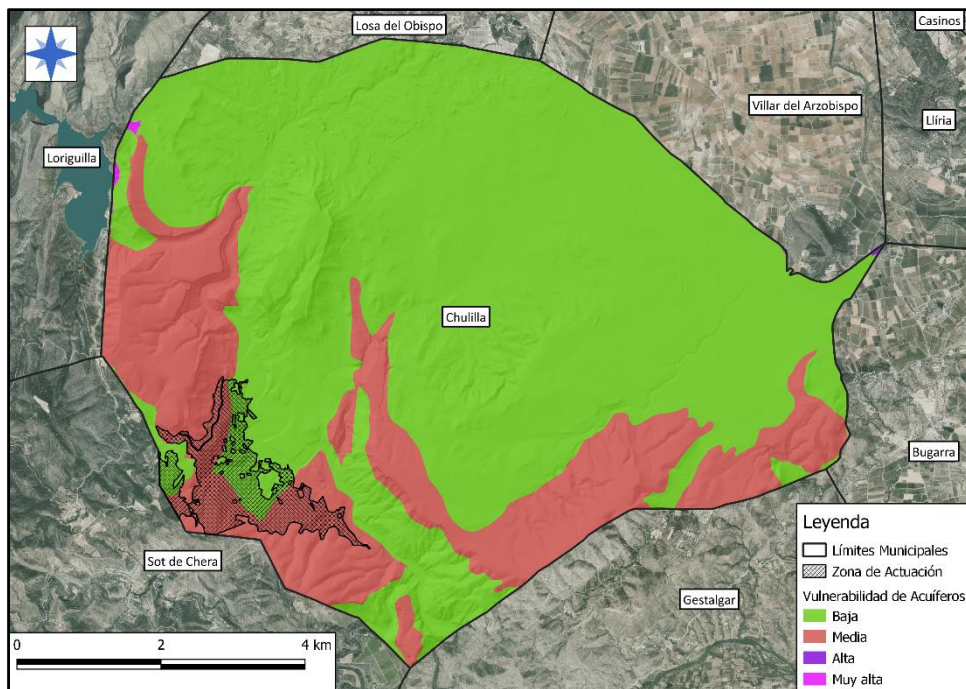 Losa del Obispo
Casinos
Villar del Arzobispo
Llíria
Loriguilla
Chulilla
Bugarra
Sot de Chera
Gestalgar
Leyenda
Límites Municipales
Zona de Actuación
Vulnerabilidad de Acuíferos
Baja
Media
Alta
Muy alta
0 2 4 km